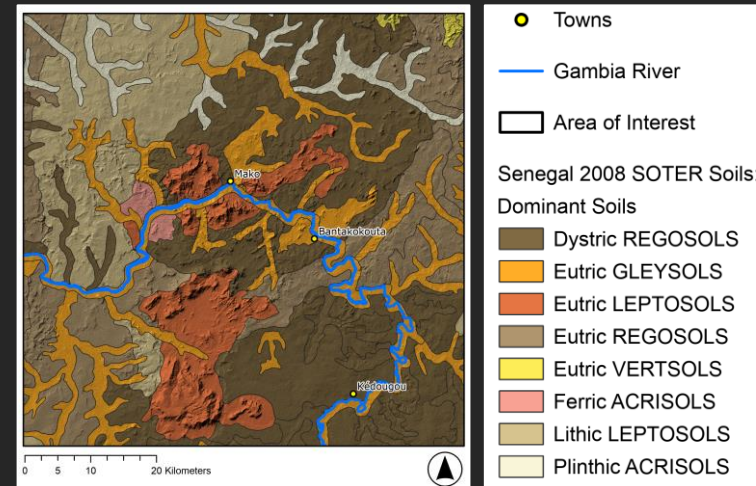 Mako
Bantakokouta
Kédougou
0 5 10 20 Kilometers
Towns
Gambia River
Area of Interest
Senegal 2008 SOTER Soils
Dominant Soils
Dystric REGOSOLS
Eutric GLEYSOLS
Eutric LEPTOSOLS
Eutric REGOSOLS
Eutric VERTSOLS
Ferric ACRISOLS
Lithic LEPTOSOLS
Plinthic ACRISOLS